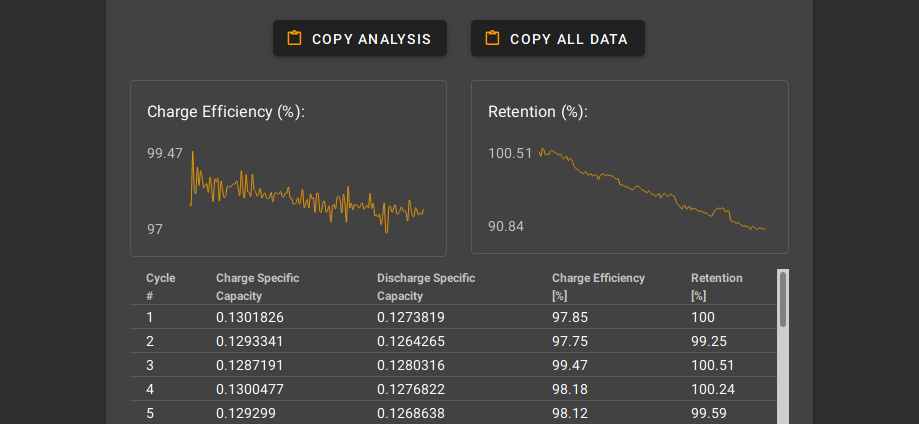 COPY ANALYSIS
COPY ALL DATA
Charge Efficiency (%):
99.47
97
Retention (%):
100.51
90.84
Cycle # Charge Specific Capacity Discharge Specific Capacity Charge Efficiency [%] Retention [%]
1 0.1301826 0.1273819 97.85 100
2 0.1293341 0.1264265 97.75 99.25
3 0.1287191 0.1280316 99.47 100.51
4 0.1300477 0.1276822 98.18 100.24
5 0.129299 0.1268638 98.12 99.59